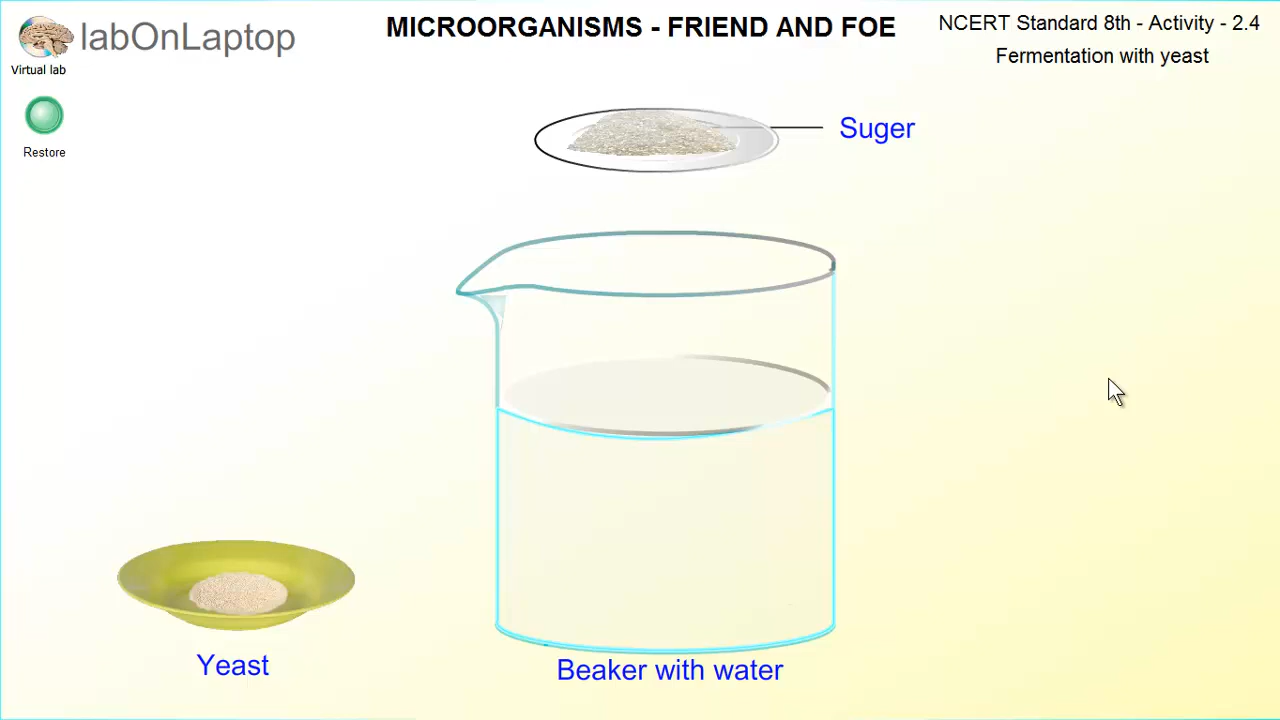 labOnLaptop
Virtual lab
MICROORGANISMS - FRIEND AND FOE
NCERT Standard 8th - Activity - 2.4
Fermentation with yeast
Restore
Suger
Yeast
Beaker with water